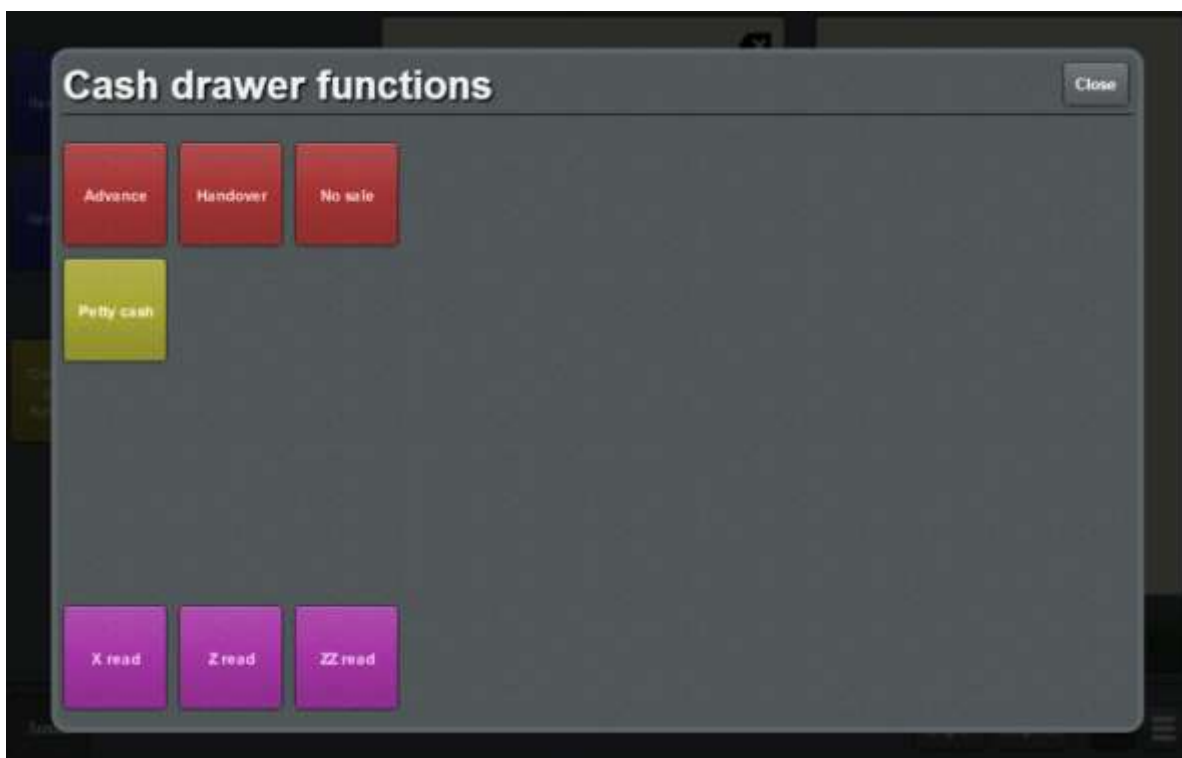 Cash drawer functions
Close
Advance
Handover
No sale
Petty cash
X read
Z read
ZZ read